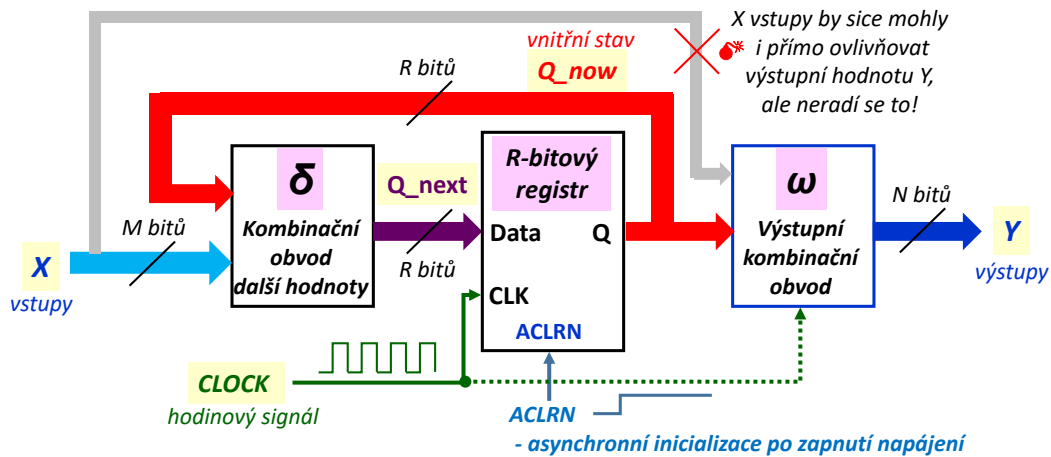 X vstupy by sice mohly
i přímo ovlivňovat
výstupní hodnotu Y,
ale neradí se to!
vnitřní stav
Q_now
R bitů
δ
Kombinační
obvod
další hodnoty
Q_next
R bitů
R-bitový
registr
Data
Q
CLK
ACLRN
ω
Výstupní
kombinační
obvod
N bitů
Y
výstupy
M bitů
X
vstupy
CLOCK
hodinový signál
ACLRN
- asynchronní inicializace po zapnutí napájení